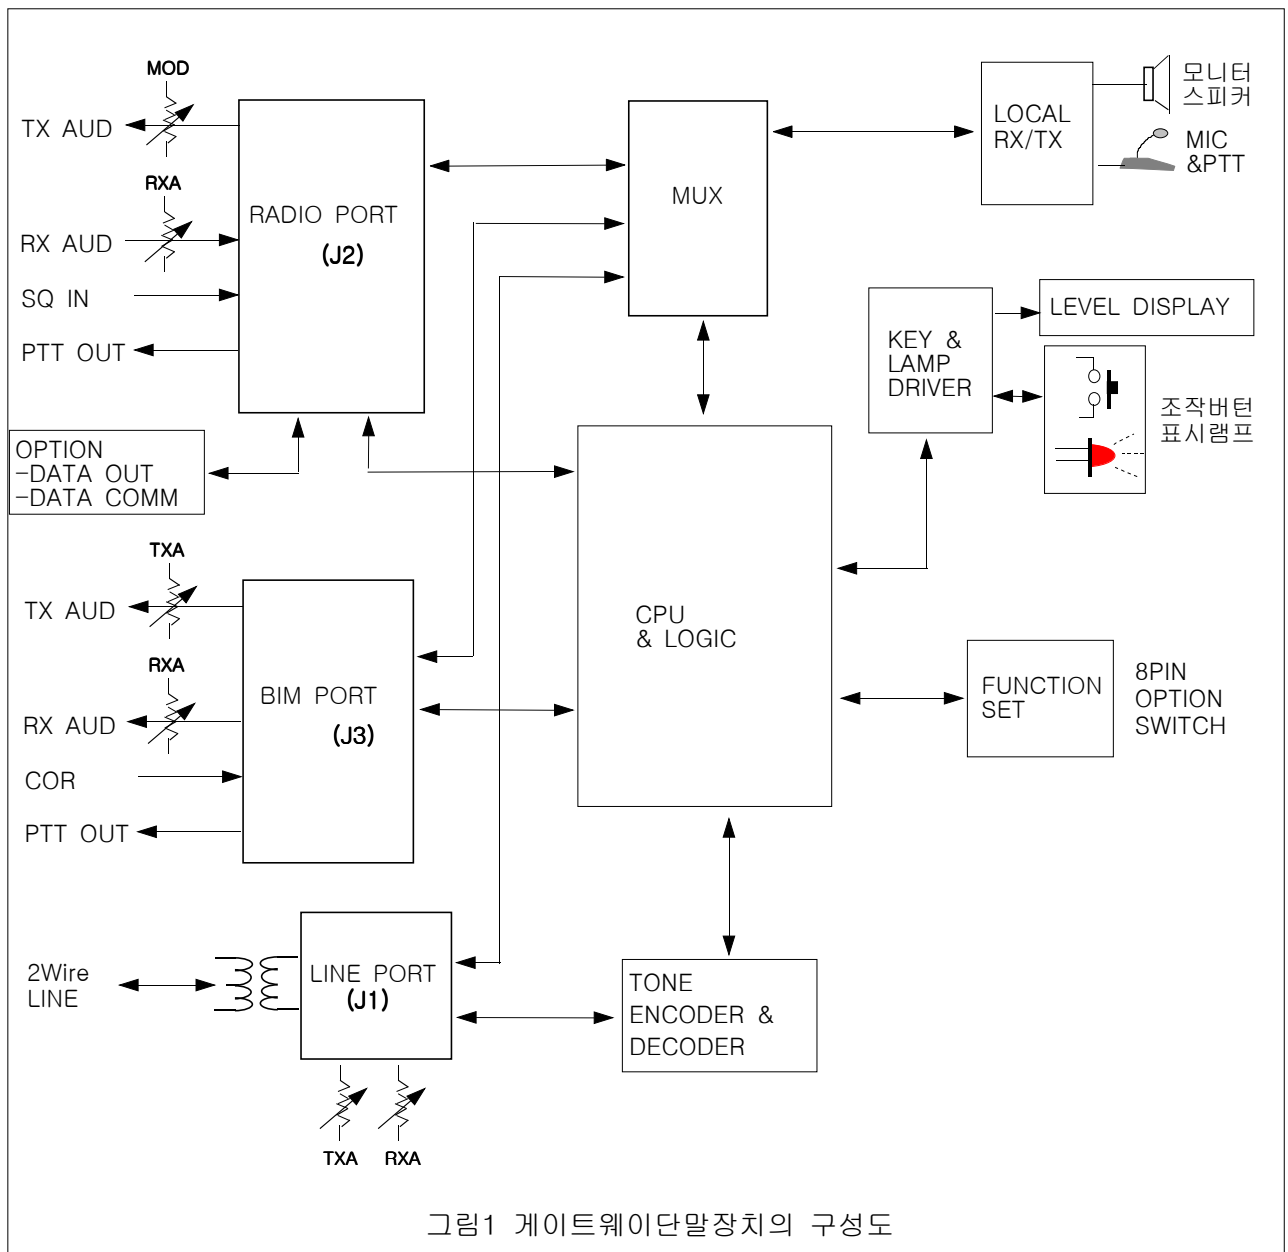 MOD
TX AUD
RXA
RX AUD
SQ IN
PTT OUT
RADIO PORT
(J2)
OPTION
-DATA OUT
-DATA COMM
MUX
LOCAL
RX/TX
모니터
스피커
MIC
&PTT
KEY &
LAMP
DRIVER
LEVEL DISPLAY
조작버턴
표시램프
TXA
TX AUD
RXA
RX AUD
COR
PTT OUT
BIM PORT
(J3)
CPU
& LOGIC
FUNCTION
SET
8PIN
OPTION
SWITCH
2Wire
LINE
LINE PORT
(J1)
TXA RXA
TONE
ENCODER &
DECODER
그림1 게이트웨이단말장치의 구성도